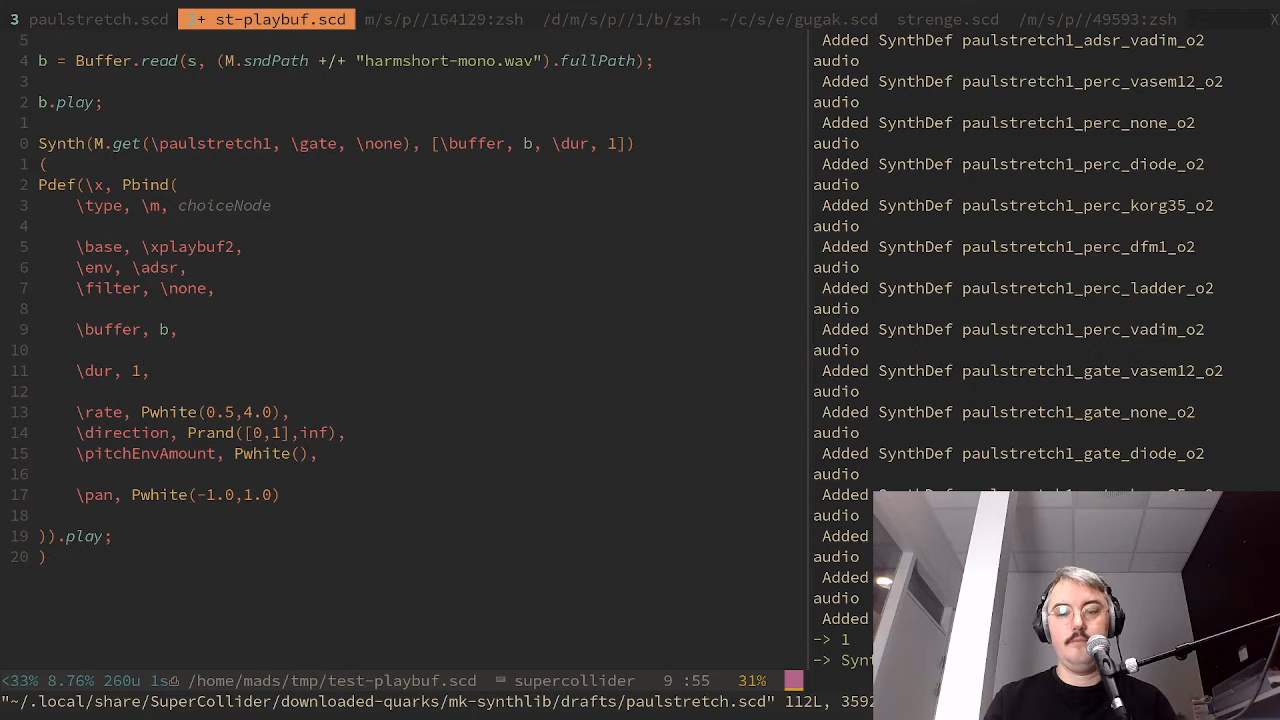 3 paulstretch.scd + st-playbuf.scd m/s/p//164129:zsh /d/m/s/p//1/b/zsh ~/c/s/e/gugak.scd strenge.scd /m/s/p//49593:zsh X
5
4 b = Buffer.read(s, (M.sndPath +/+ "harmshort-mono.wav").fullPath);
3
2 b.play;
1
0 Synth(M.get(\paulstretch1, \gate, \none), [\buffer, b, \dur, 1])
1 (
2 Pdef(\x, Pbind(
3 \type, \m, choiceNode
4
5 \base, \xplaybuf2,
6 \env, \adsr,
7 \filter, \none,
8
9 \buffer, b,
10
11 \dur, 1,
12
13 \rate, Pwhite(0.5,4.0),
14 \direction, Prand([0,1],inf),
15 \pitchEnvAmount, Pwhite(),
16
17 \pan, Pwhite(-1.0,1.0)
18
19 )).play;
20 )
Added SynthDef paulstretch1_adsr_vadim_o2
audio
Added SynthDef paulstretch1_perc_vasem12_o2
audio
Added SynthDef paulstretch1_perc_none_o2
audio
Added SynthDef paulstretch1_perc_diode_o2
audio
Added SynthDef paulstretch1_perc_korg35_o2
audio
Added SynthDef paulstretch1_perc_dfm1_o2
audio
Added SynthDef paulstretch1_perc_ladder_o2
audio
Added SynthDef paulstretch1_perc_vadim_o2
audio
Added SynthDef paulstretch1_gate_vasem12_o2
audio
Added SynthDef paulstretch1_gate_none_o2
audio
Added SynthDef paulstretch1_gate_diode_o2
audio
Added
audio
Added
audio
Added
audio
Added
-> 1
-> Syn
<33% 8.76% 260u ls /home/mads/tmp/test-playbuf.scd supercollider 9 :55 31%
"~/.local/share/SuperCollider/downloaded-quarks/mk-synthlib/drafts/paulstretch.scd" 112L, 3592